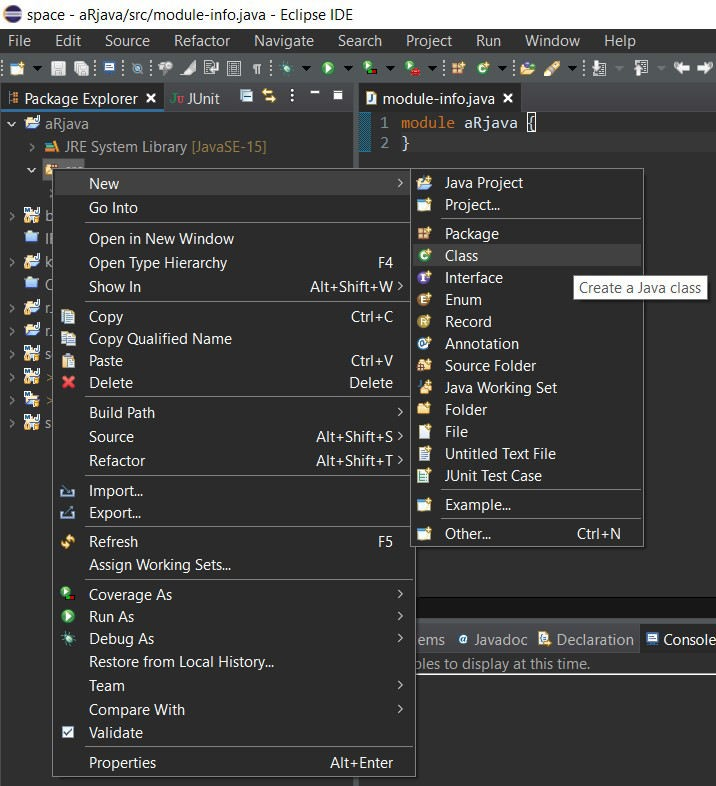 space - aRjava/src/module-info.java - Eclipse IDE
File Edit Source Refactor Navigate Search Project Run Window Help
Package Explorer JUnit
module-info.java
aRjava
JRE System Library [JavaSE-15]
1 module aRjava {
2 }
New
Go Into
Open in New Window
Open Type Hierarchy F4
Show In Alt+Shift+W
Copy Ctrl+C
Copy Qualified Name
Paste Ctrl+V
Delete Delete
Build Path
Source Alt+Shift+S
Refactor Alt+Shift+T
Import...
Export...
Refresh F5
Assign Working Sets...
Coverage As
Run As
Debug As
Restore from Local History...
Team
Compare With
Validate
Properties Alt+Enter
Java Project
Project...
Package
Class
Interface
Enum
Record
Annotation
Source Folder
Java Working Set
Folder
File
Untitled Text File
JUnit Test Case
Example...
Other... Ctrl+N
Create a Java class
Javadoc Declaration Console
to display at this time.